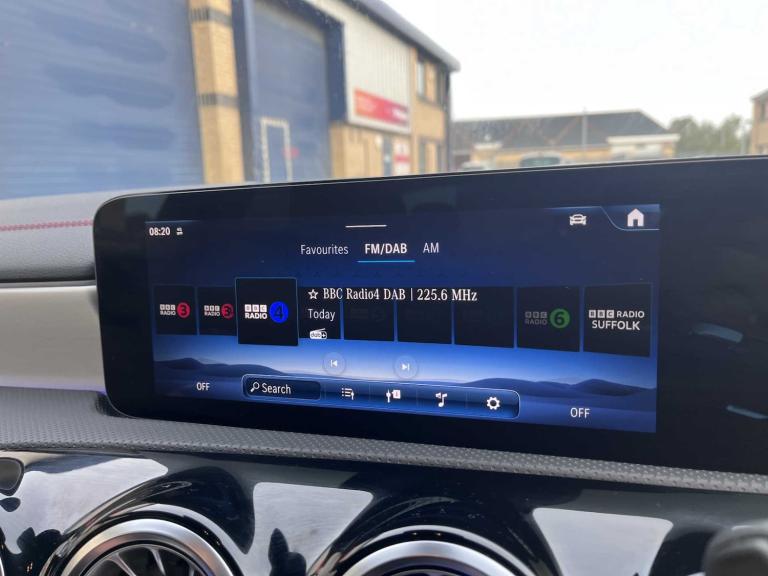 08:20
Favourites FM/DAB AM
BBC RADIO 3
BBC RADIO 3
BBC RADIO 4
☆ BBC Radio4 DAB | 225.6 MHz
Today
BBC RADIO 6
BBC RADIO SUFFOLK
OFF
Search
OFF